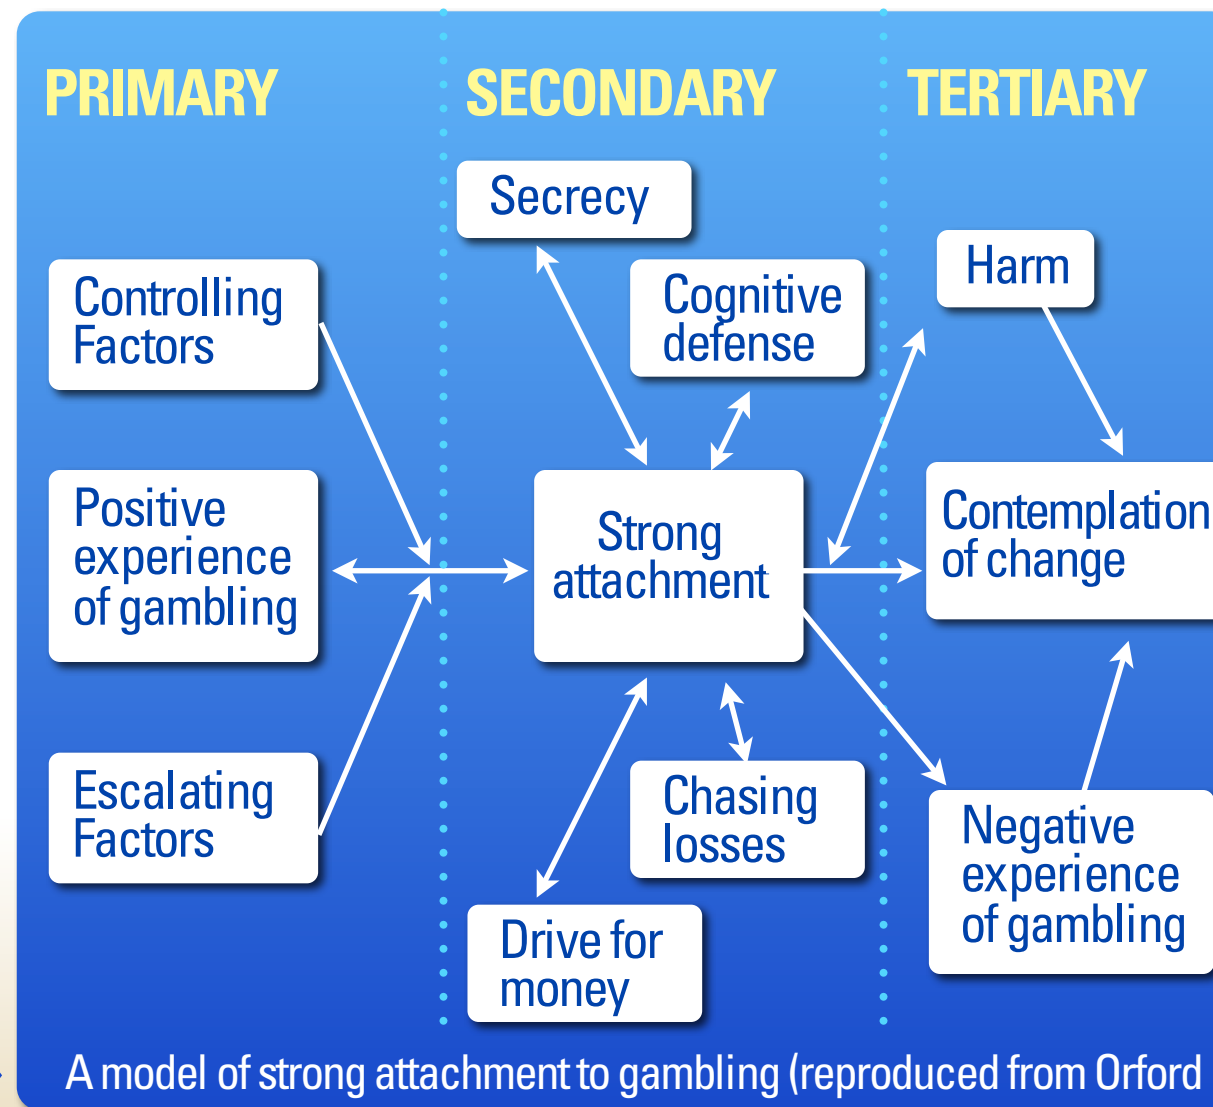 PRIMARY
SECONDARY
TERTIARY
Secrecy
Controlling
Factors
Cognitive
defense
Harm
Positive
experience
of gambling
Strong
attachment
Contemplation
of change
Escalating
Factors
Chasing
losses
Negative
experience
of gambling
Drive for
money
A model of strong attachment to gambling (reproduced from Orford